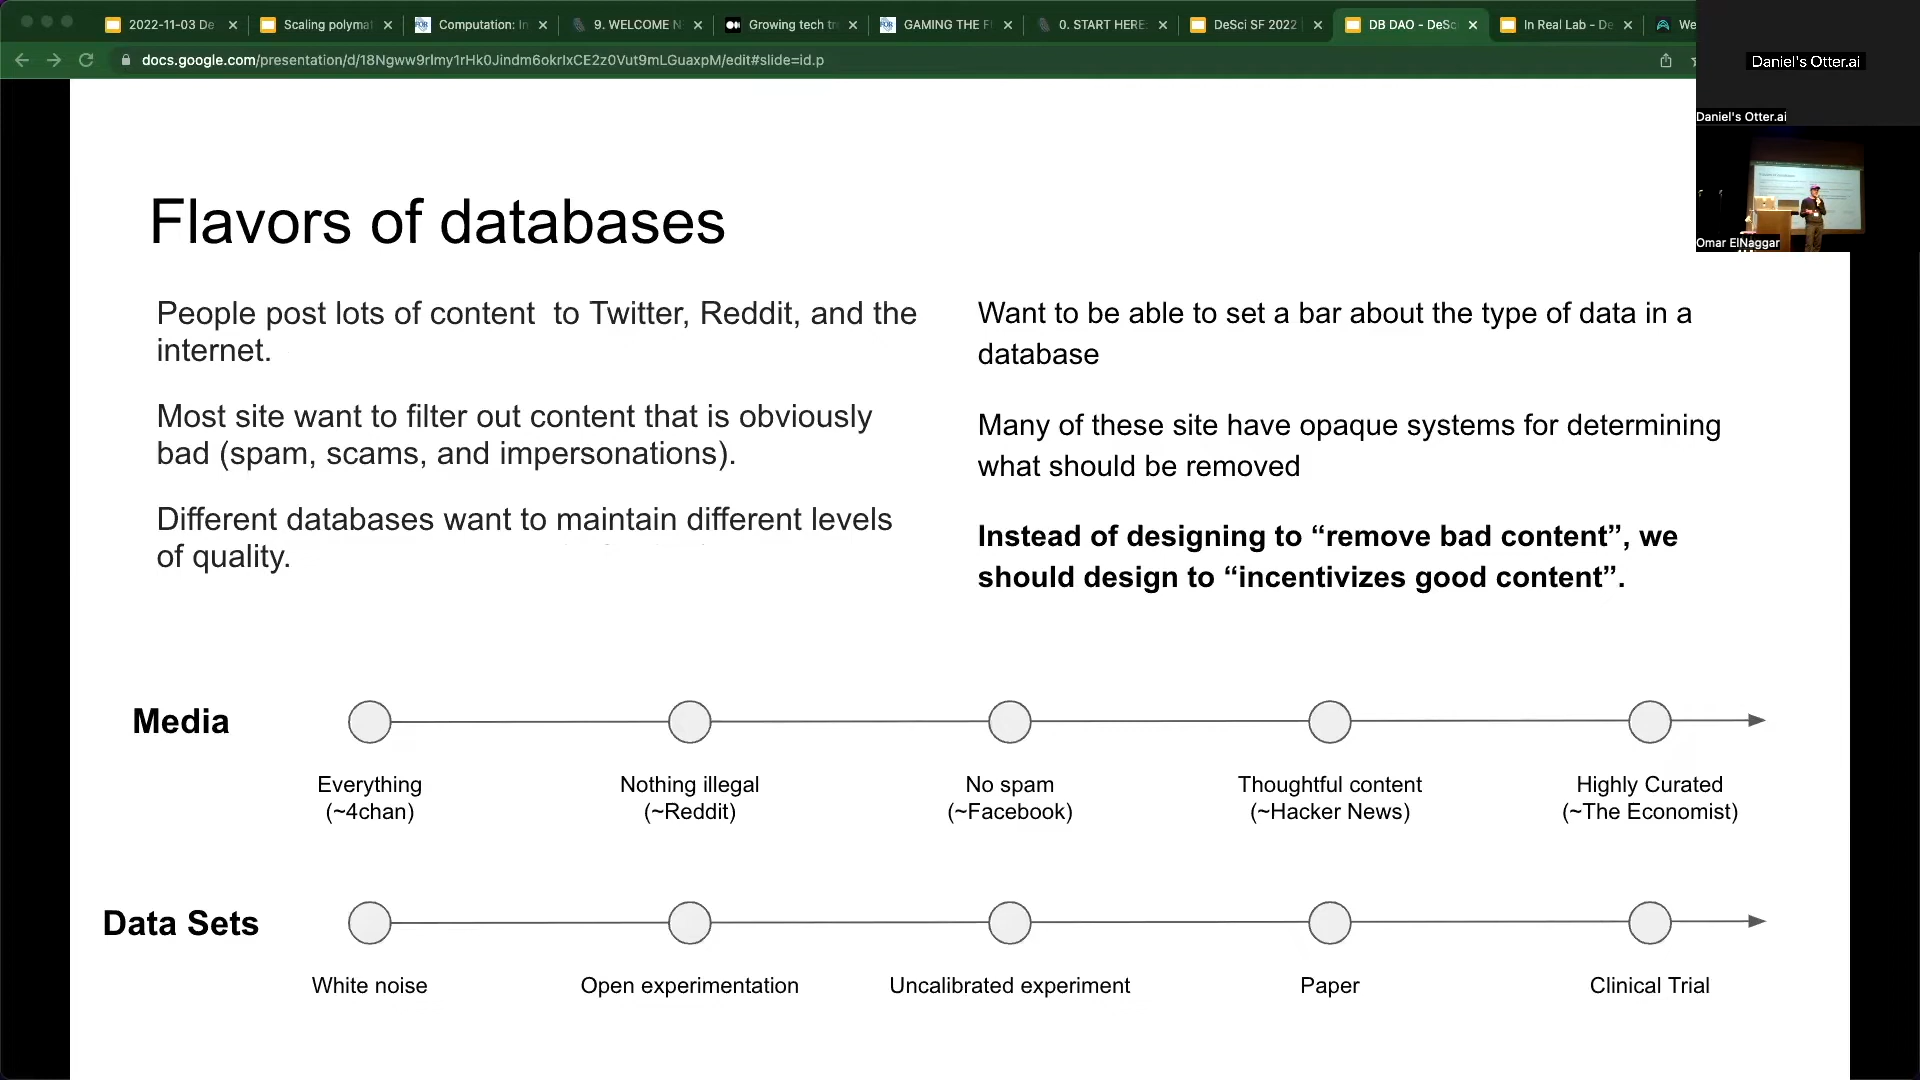 2022-11-03 De
Scaling polymat
Computation: In
9. WELCOME N
Growing tech tr
GAMING THE F
0. START HERE:
DeSci SF 2022
DB DAO - DeSc
In Real Lab - De
We
docs.google.com/presentation/d/18Ngww9rlmy1rHk0Jindm6okrIxCE2z0Vut9mLGuaxpM/edit#slide=id.p
Daniel's Otter.ai
Daniel's Otter.ai
Omar ElNaggar
Flavors of databases
People post lots of content  to Twitter, Reddit, and the
internet.
Most site want to filter out content that is obviously
bad (spam, scams, and impersonations).
Different databases want to maintain different levels
of quality.
Want to be able to set a bar about the type of data in a
database
Many of these site have opaque systems for determining
what should be removed
Instead of designing to “remove bad content”, we
should design to “incentivizes good content”.
Media
Everything
(~4chan)
Nothing illegal
(~Reddit)
No spam
(~Facebook)
Thoughtful content
(~Hacker News)
Highly Curated
(~The Economist)
Data Sets
White noise
Open experimentation
Uncalibrated experiment
Paper
Clinical Trial